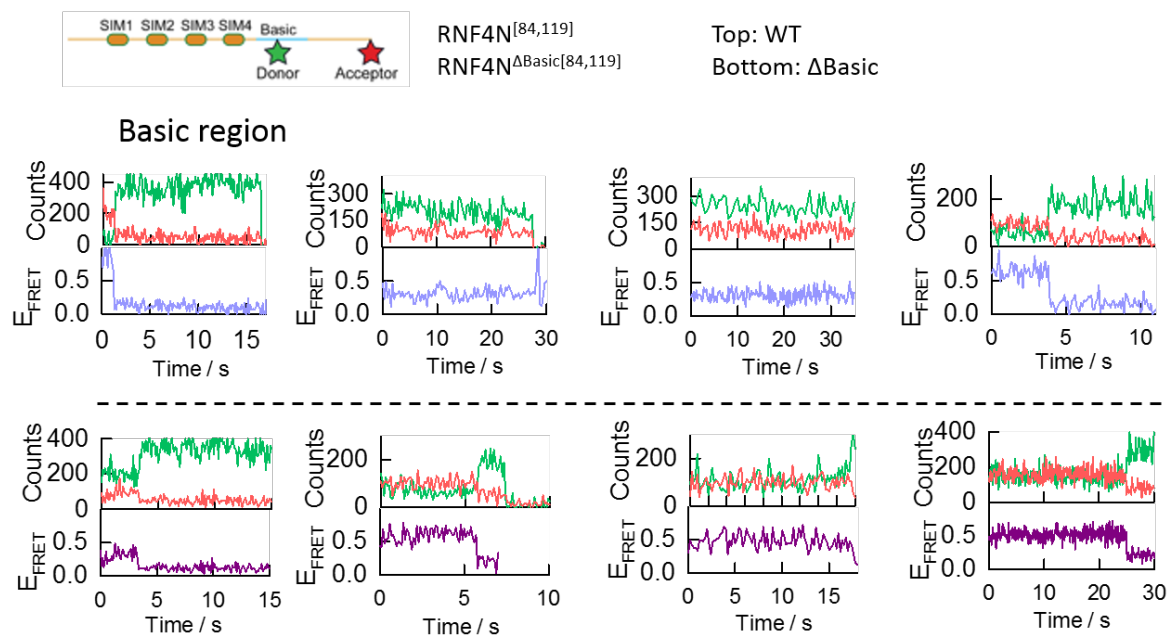 SIM1 SIM2 SIM3 SIM4 Basic
Donor Acceptor
RNF4N[84,119]
RNF4NΔBasic[84,119]
Top: WT
Bottom: ΔBasic
Basic region
Counts
400
200
0
EFRET
0.5
0.0
0 5 10 15
Time / s
Counts
300
150
0
EFRET
0.5
0.0
0 10 20 30
Time / s
Counts
300
150
0
EFRET
0.5
0.0
0 10 20 30
Time / s
Counts
200
0
EFRET
0.5
0.0
0 5 10
Time / s
Counts
400
200
0
EFRET
0.5
0.0
0 5 10 15
Time / s
Counts
200
0
EFRET
0.5
0.0
0 10
Time / s
Counts
200
0
EFRET
0.5
0.0
0 5 10 15
Time / s
Counts
400
200
0
EFRET
0.5
0.0
0 10 20 30
Time / s